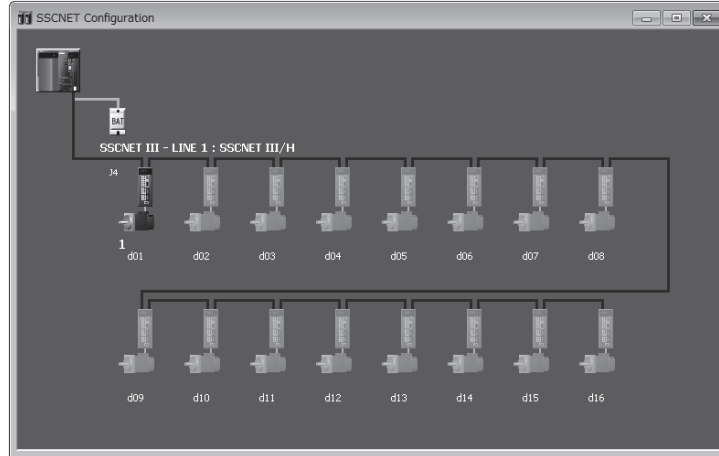 SSCNET Configuration
BAT
SSCNET III - LINE 1 : SSCNET III/H
J4
1
d01 d02 d03 d04 d05 d06 d07 d08
d09 d10 d11 d12 d13 d14 d15 d16